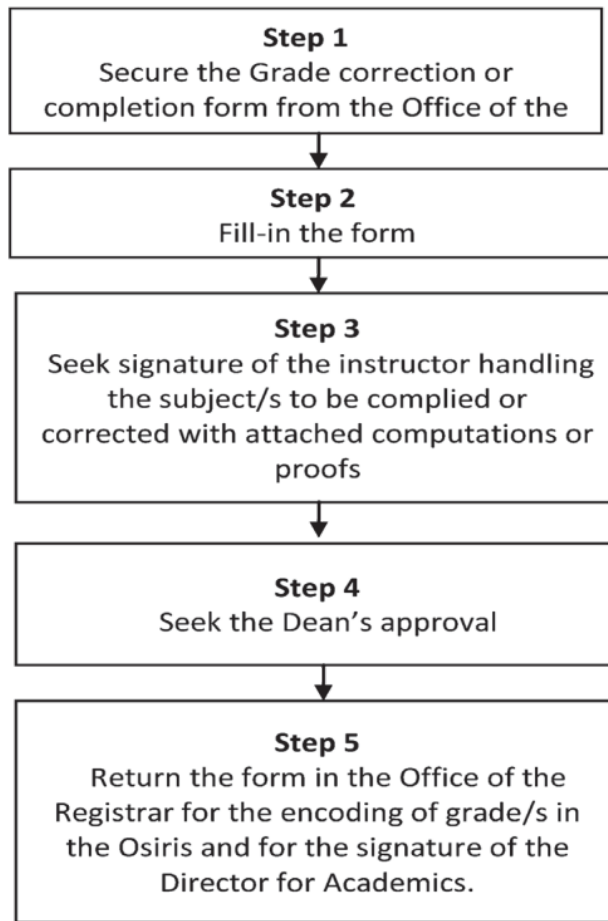 Step 1
Secure the Grade correction or
completion form from the Office of the
Step 2
Fill-in the form
Step 3
Seek signature of the instructor handling
the subject/s to be complied or
corrected with attached computations or
proofs
Step 4
Seek the Dean’s approval
Step 5
Return the form in the Office of the
Registrar for the encoding of grade/s in
the Osiris and for the signature of the
Director for Academics.